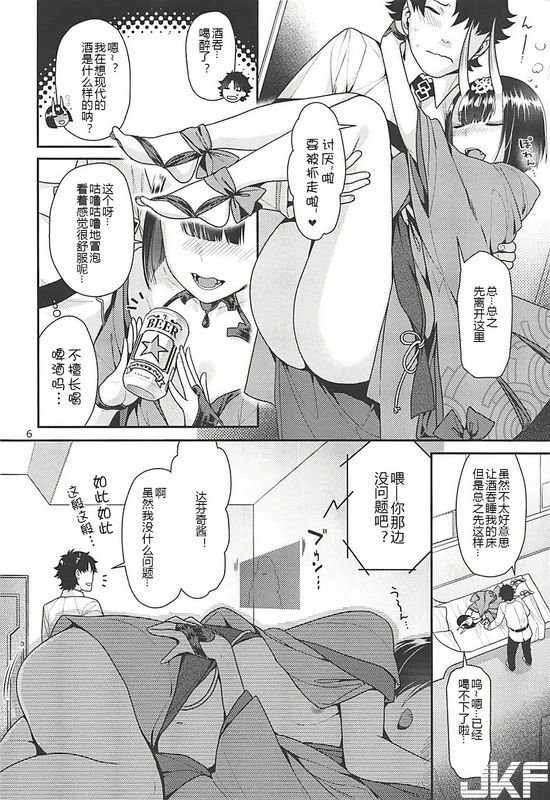 讨厌~啦
要被抓走啦~
♥
总…总之
先离开这里
ぽわん
酒吞…
喝醉了?
嗯~?
我在想现代的
酒是什么样的呐?
这个呀…
咕噜咕噜地冒泡
看着感觉很舒服呢…
BEER
不擅长喝
啤酒吗…
6
虽然不太好意思
让酒吞睡我的床
但是总之先这样…
呜~嗯…已经
喝不下了啦…
喂—你那边
没问题吧?
达芬奇酱!
啊
虽然我没什么问题…
如此如此
这般这般…
JKF